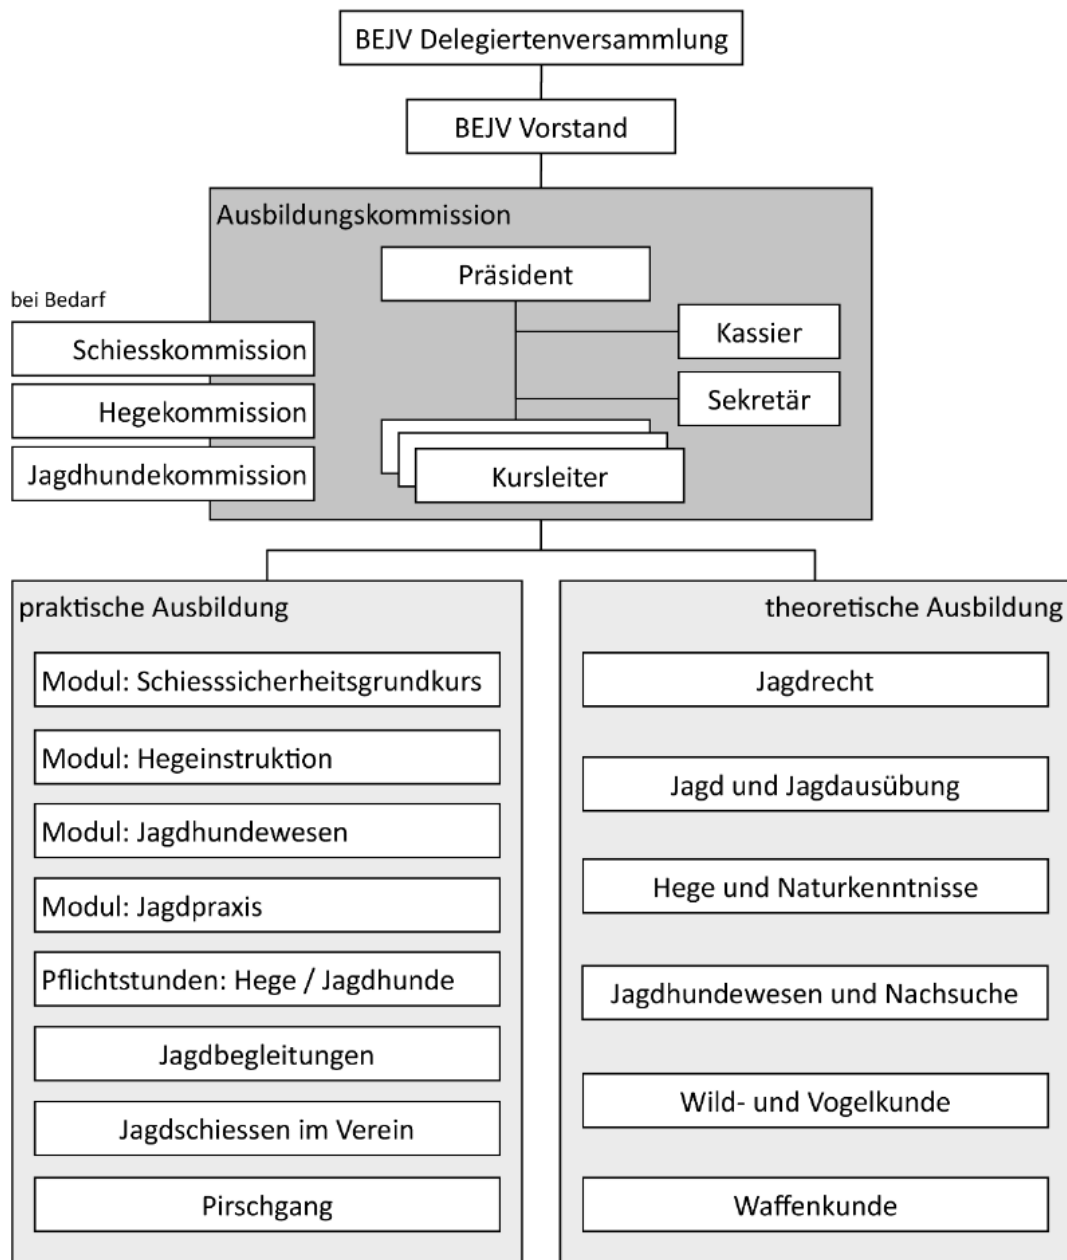 BEJV Delegiertenversammlung
BEJV Vorstand
Ausbildungskommission
Präsident
bei Bedarf
Schiesskommission
Hegekommission
Jagdhundekommission
Kassier
Sekretär
Kursleiter
praktische Ausbildung
Modul: Schiesssicherheitsgrundkurs
Modul: Hegeinstruktion
Modul: Jagdhundewesen
Modul: Jagdpraxis
Pflichtstunden: Hege / Jagdhunde
Jagdbegleitungen
Jagdschiessen im Verein
Pirschgang
theoretische Ausbildung
Jagdrecht
Jagd und Jagdausübung
Hege und Naturkenntnisse
Jagdhundewesen und Nachsuche
Wild- und Vogelkunde
Waffenkunde